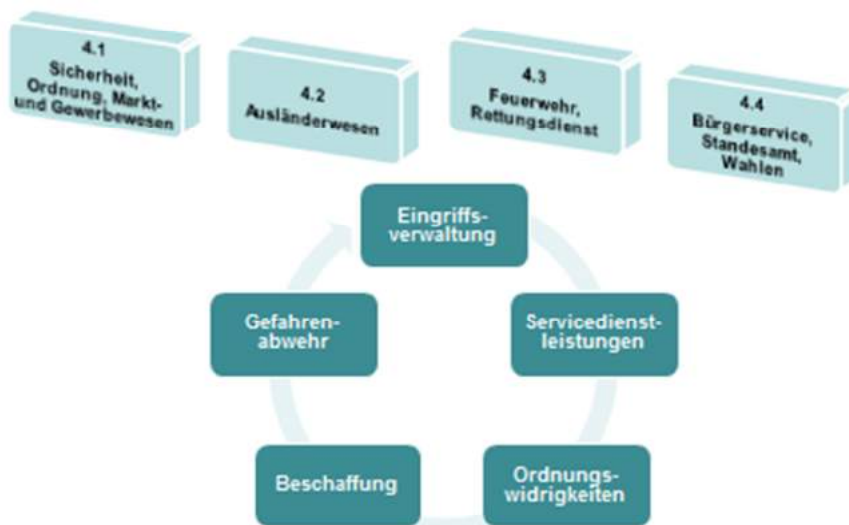 4.1
Sicherheit,
Ordnung, Markt-
und Gewerbewesen
4.2
Ausländerwesen
4.3
Feuerwehr,
Rettungsdienst
4.4
Bürgerservice,
Standesamt,
Wahlen
Eingriffs-
verwaltung
Gefahren-
abwehr
Servicedienst-
leistungen
Beschaffung
Ordnungs-
widrigkeiten